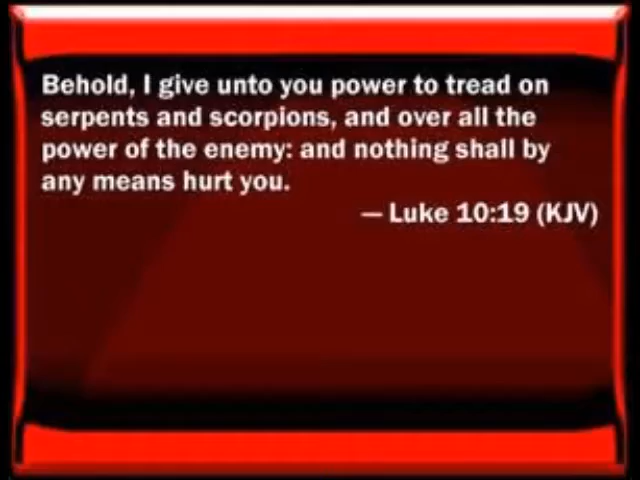 Behold, I give unto you power to tread on
serpents and scorpions, and over all the
power of the enemy: and nothing shall by
any means hurt you.
— Luke 10:19 (KJV)